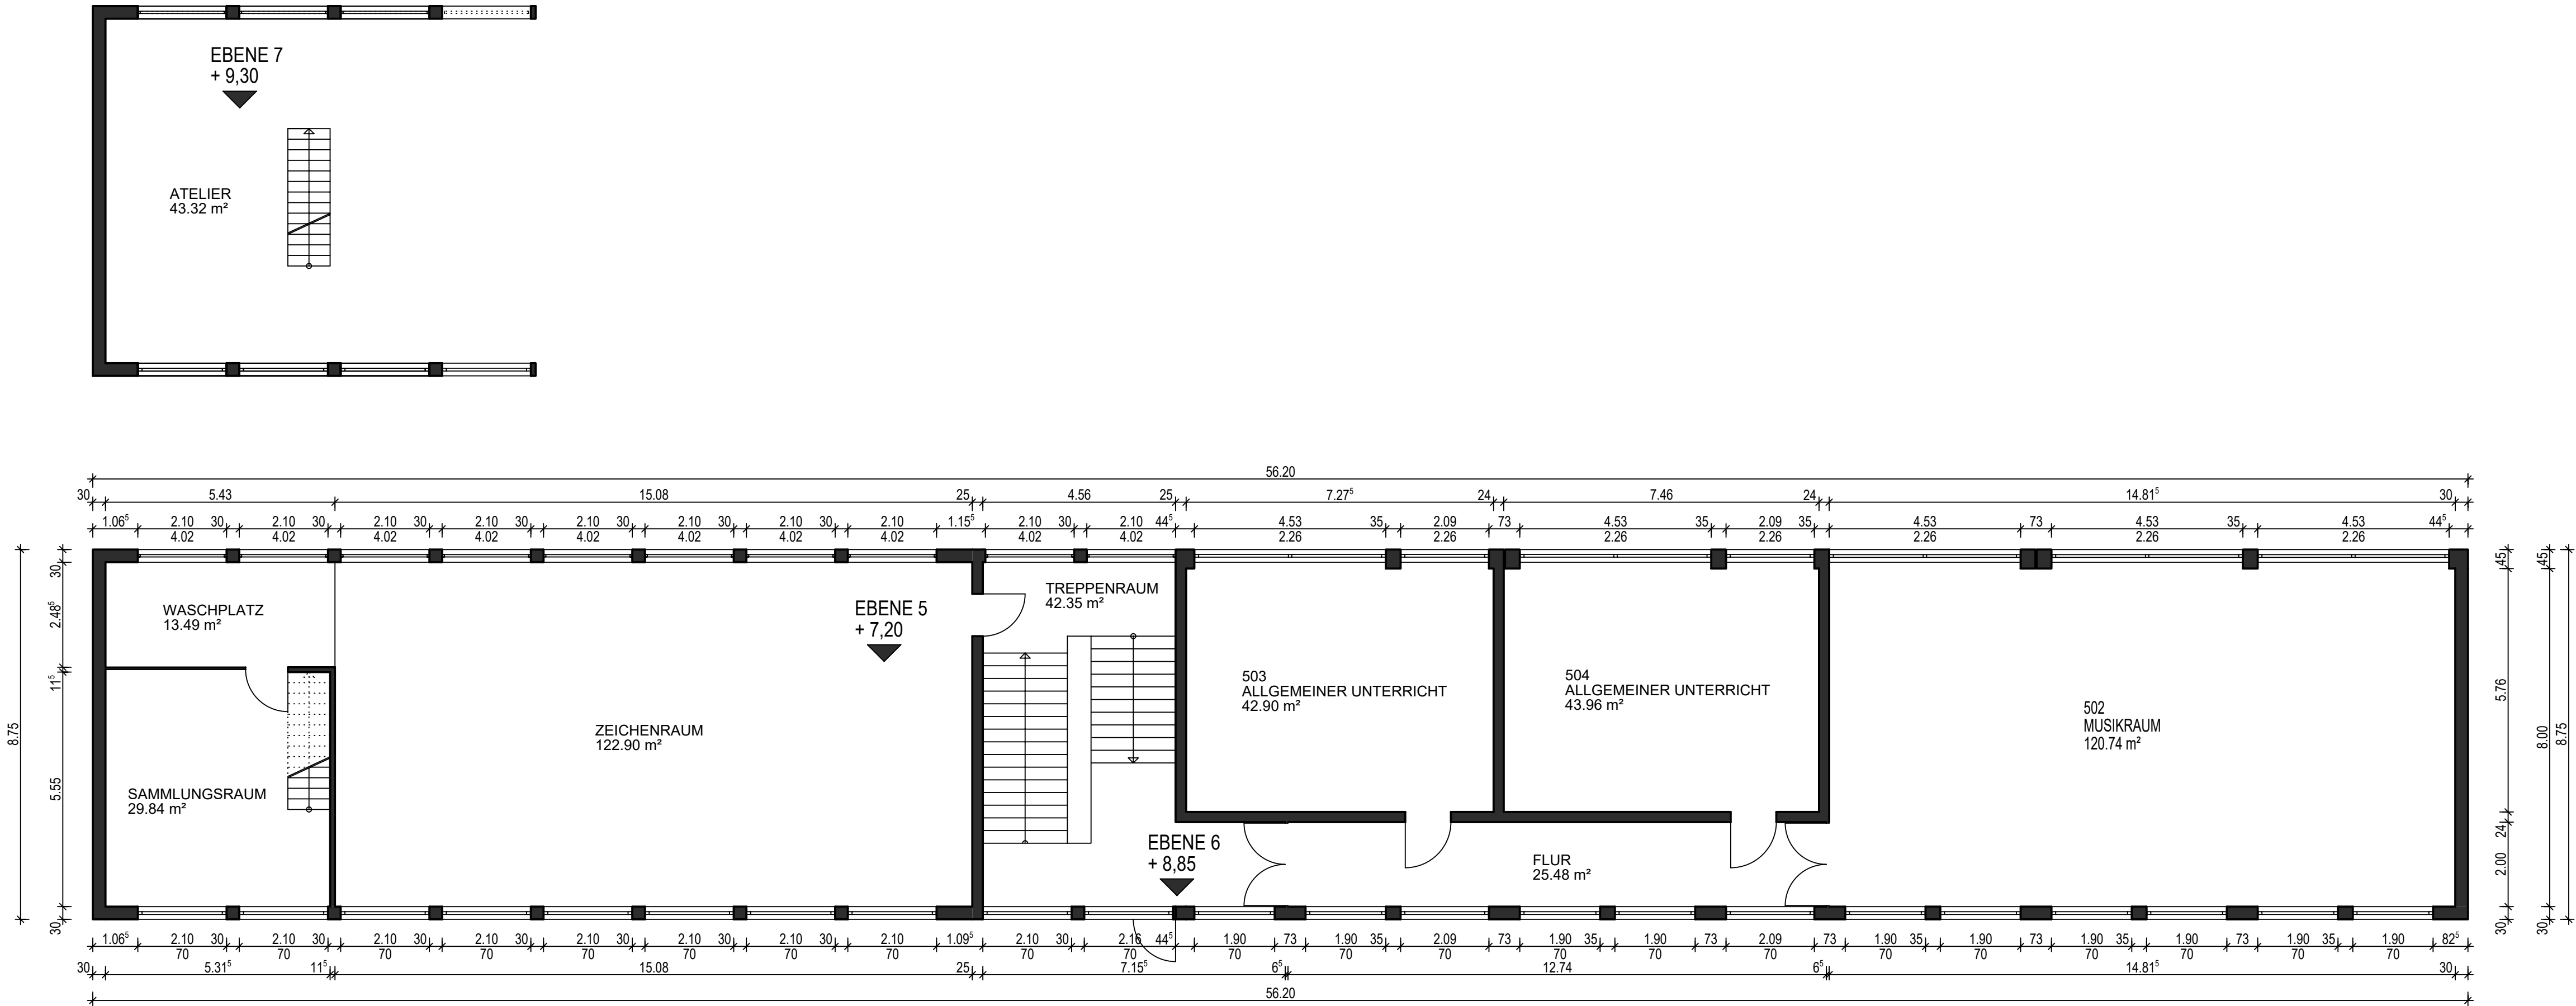 EBENE 7
+ 9,30
ATELIER
43.32 m²
56.20
30 5.43 15.08 25 4.56 25 7.27⁵ 24 7.46 24 14.81⁵ 30
1.06⁵ 2.10 30 2.10 30 2.10 30 2.10 30 2.10 30 2.10 30 2.10 30 2.10 1.15⁵ 2.10 30 2.10 44⁵ 4.53 35 2.09 73 4.53 35 2.09 35 4.53 73 4.53 35 4.53 44⁵
4.02 4.02 4.02 4.02 4.02 4.02 4.02 4.02 4.02 4.02 2.26 2.26 2.26 2.26 2.26 2.26 2.26
8.75
30
2.48⁵
11⁵
5.55
30
WASCHPLATZ
13.49 m²
SAMMLUNGSRAUM
29.84 m²
ZEICHENRAUM
122.90 m²
EBENE 5
+ 7,20
TREPPENRAUM
42.35 m²
EBENE 6
+ 8,85
503
ALLGEMEINER UNTERRICHT
42.90 m²
504
ALLGEMEINER UNTERRICHT
43.96 m²
FLUR
25.48 m²
502
MUSIKRAUM
120.74 m²
45
5.76
24
2.00
30
45
8.00
30
8.75
1.06⁵ 2.10 30 2.10 30 2.10 30 2.10 30 2.10 30 2.10 30 2.10 30 2.10 1.09⁵ 2.10 30 2.16 44⁵ 1.90 73 1.90 35 2.09 73 1.90 35 1.90 73 2.09 73 1.90 35 1.90 73 1.90 35 1.90 73 1.90 35 1.90 82⁵
70 70 70 70 70 70 70 70 70 70 70 70 70 70 70 70 70 70 70 70 70 70
30 5.31⁵ 11⁵ 15.08 25 7.15⁵ 6⁵ 12.74 6⁵ 14.81⁵ 30
56.20